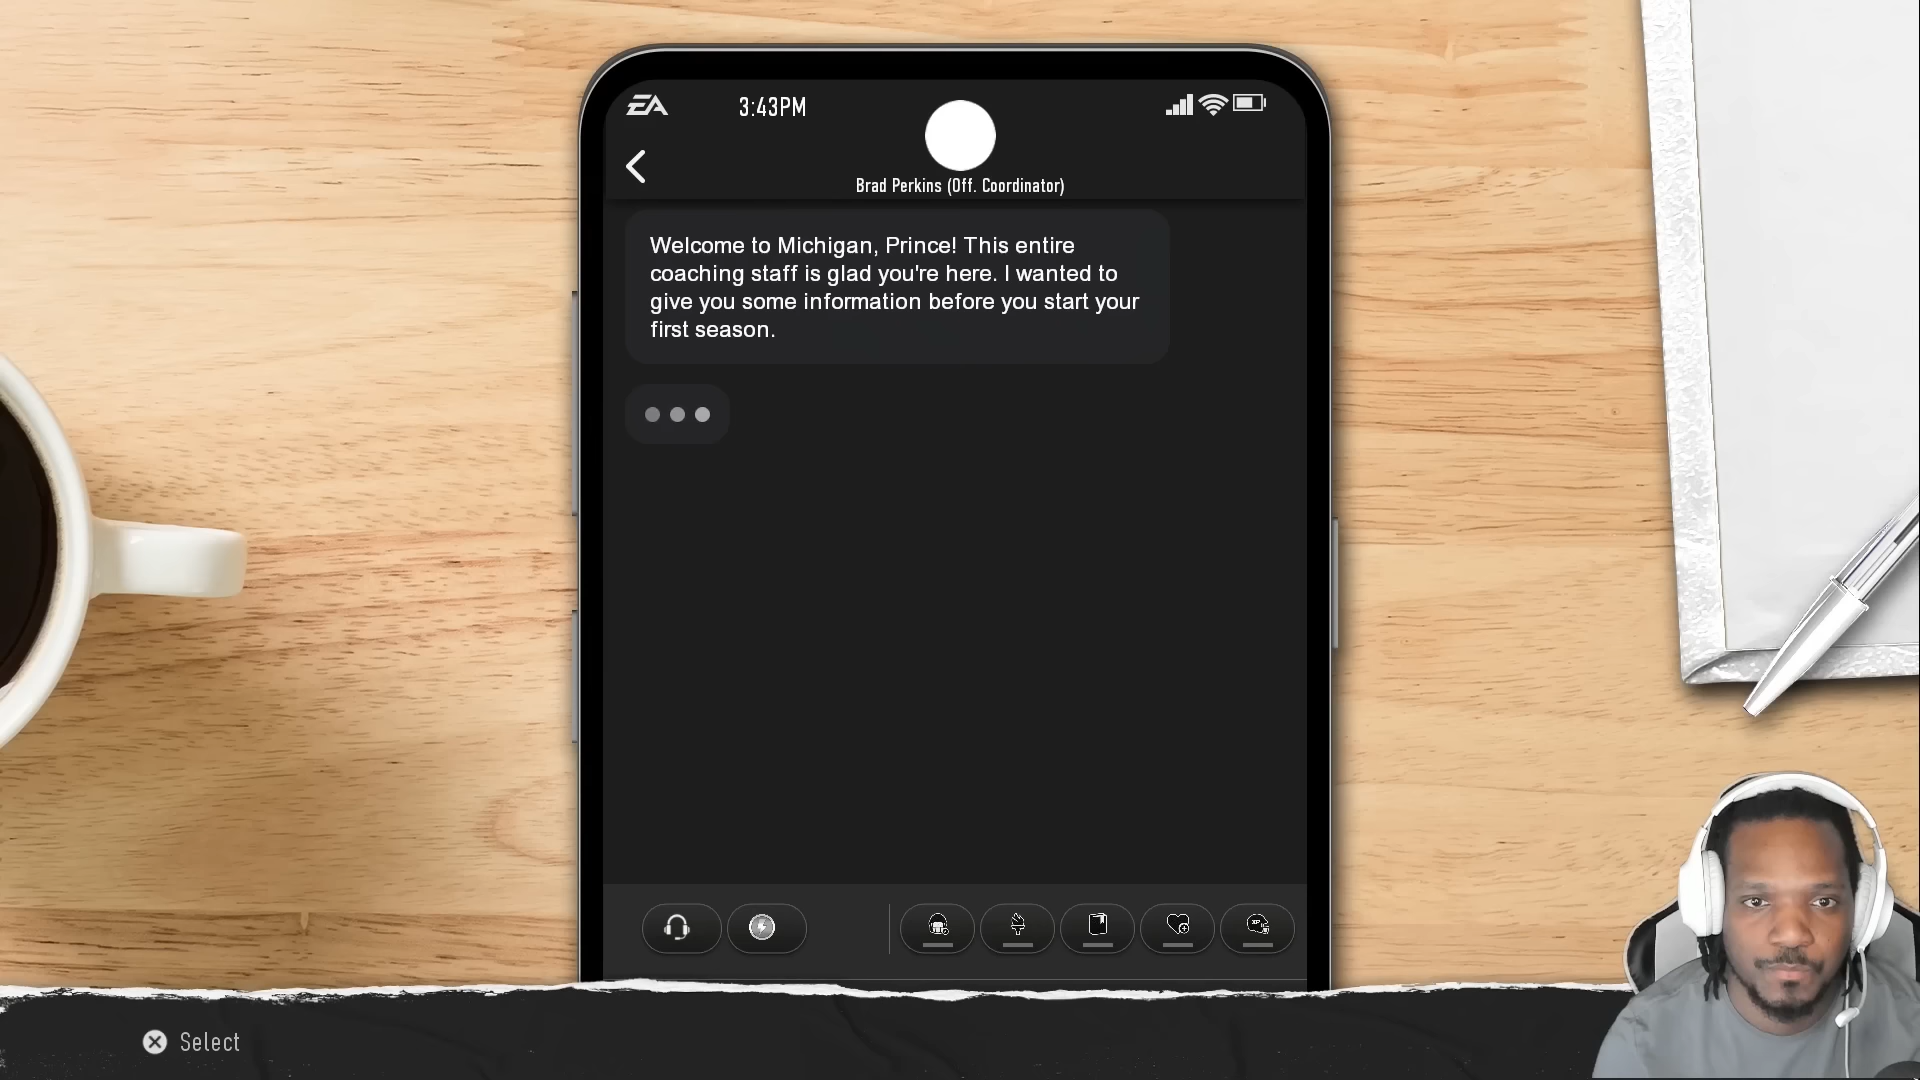 EA
3:43PM
Brad Perkins (Off. Coordinator)
Welcome to Michigan, Prince! This entire
coaching staff is glad you're here. I wanted to
give you some information before you start your
first season.
XP
Select